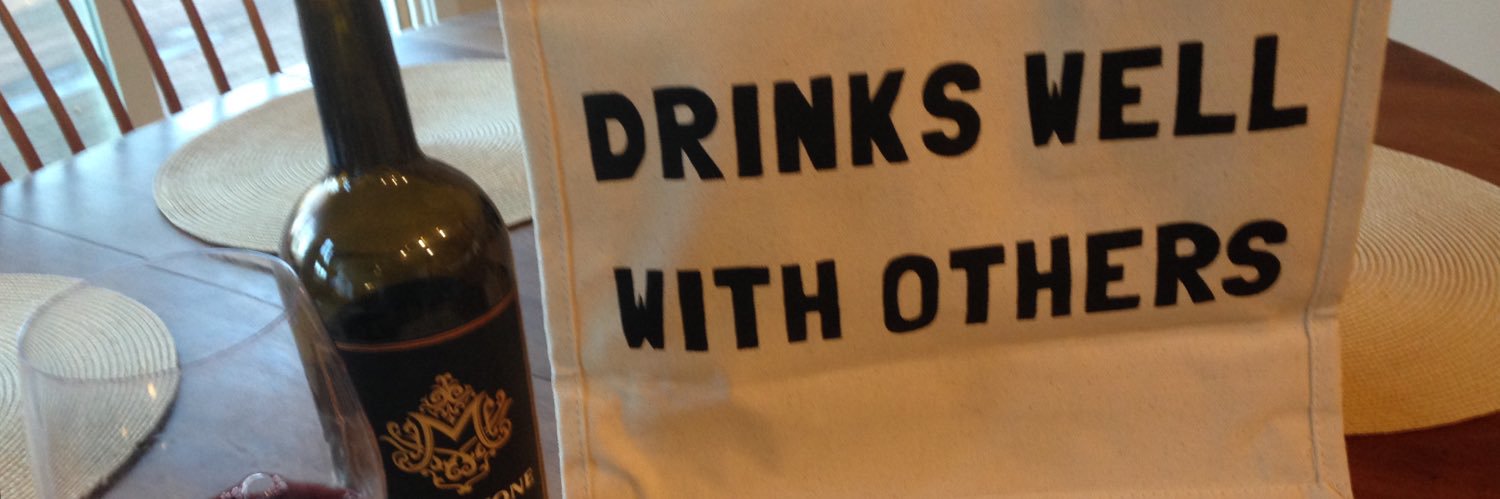 DRINKS WELL
WITH OTHERS